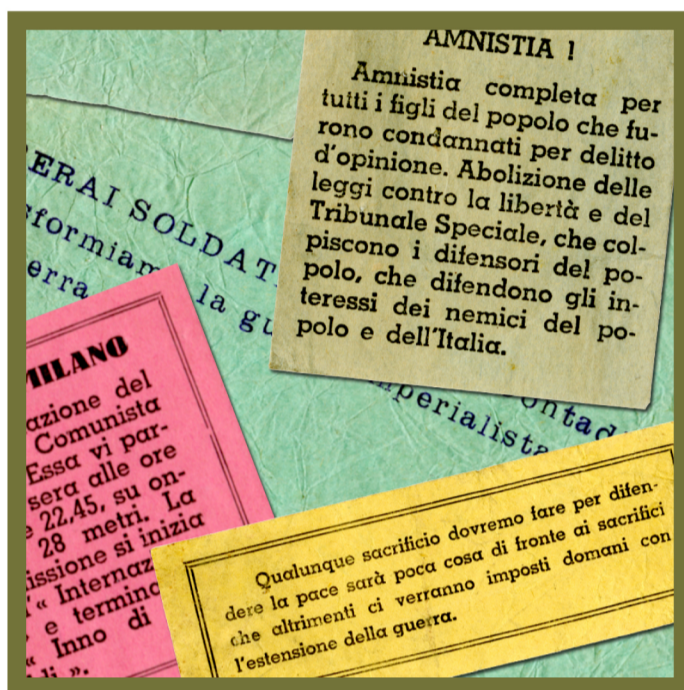 AMNISTIA !
Amnistia completa per
tutti i figli del popolo che fu-
rono condannati per delitto
d'opinione. Abolizione delle
leggi contro la libertà e del
Tribunale Speciale, che col-
piscono i difensori del po-
polo, che difendono gli in-
teressi dei nemici del po-
polo e dell'Italia.
ERAI SOLDAT
sformiam la gu
erra
mperialista
ontad
MILANO
azione del
Comunista
Essa vi par-
sera alle ore
e 22,45, su on-
28 metri. La
issione si inizia
l'« Internaz
e termina
« Inno di
li ».
Qualunque sacrificio dovremo fare per difen-
dere la pace sarà poca cosa di fronte ai sacrifici
che altrimenti ci verranno imposti domani con
l'estensione della guerra.